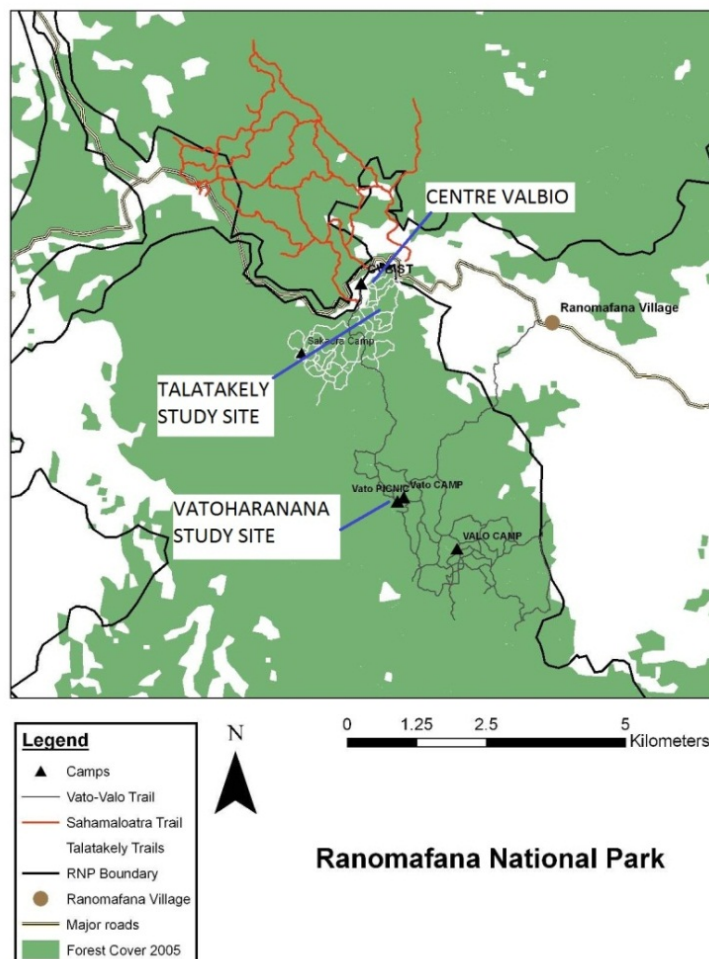 CENTRE VALBIO
Ranomafana Village
Sakaera Camp
TALATAKELY
STUDY SITE
Vato PICNIC
Vato CAMP
VATOHARANANA
STUDY SITE
VALO CAMP
Legend
Camps
Vato-Valo Trail
Sahamaloatra Trail
Talatakely Trails
RNP Boundary
Ranomafana Village
Major roads
Forest Cover 2005
N
0 1.25 2.5 5
Kilometers
Ranomafana National Park